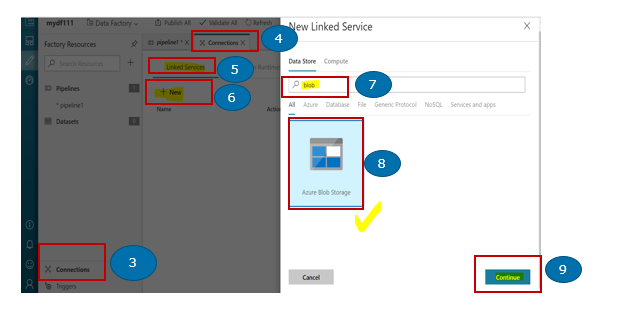 mydf111 Data Factory Publish All Validate All Refresh
Factory Resources
Search Resources
Pipelines 1
* pipeline1
Datasets
Connections
Triggers
3
pipeline1 * X Connections X
4
Linked Services Runtime
5
+ New
6
Name
New Linked Service X
Data Store Compute
blob
7
All Azure Database File Generic Protocol NoSQL Services and apps
Azure Blob Storage
8
Cancel Continue
9